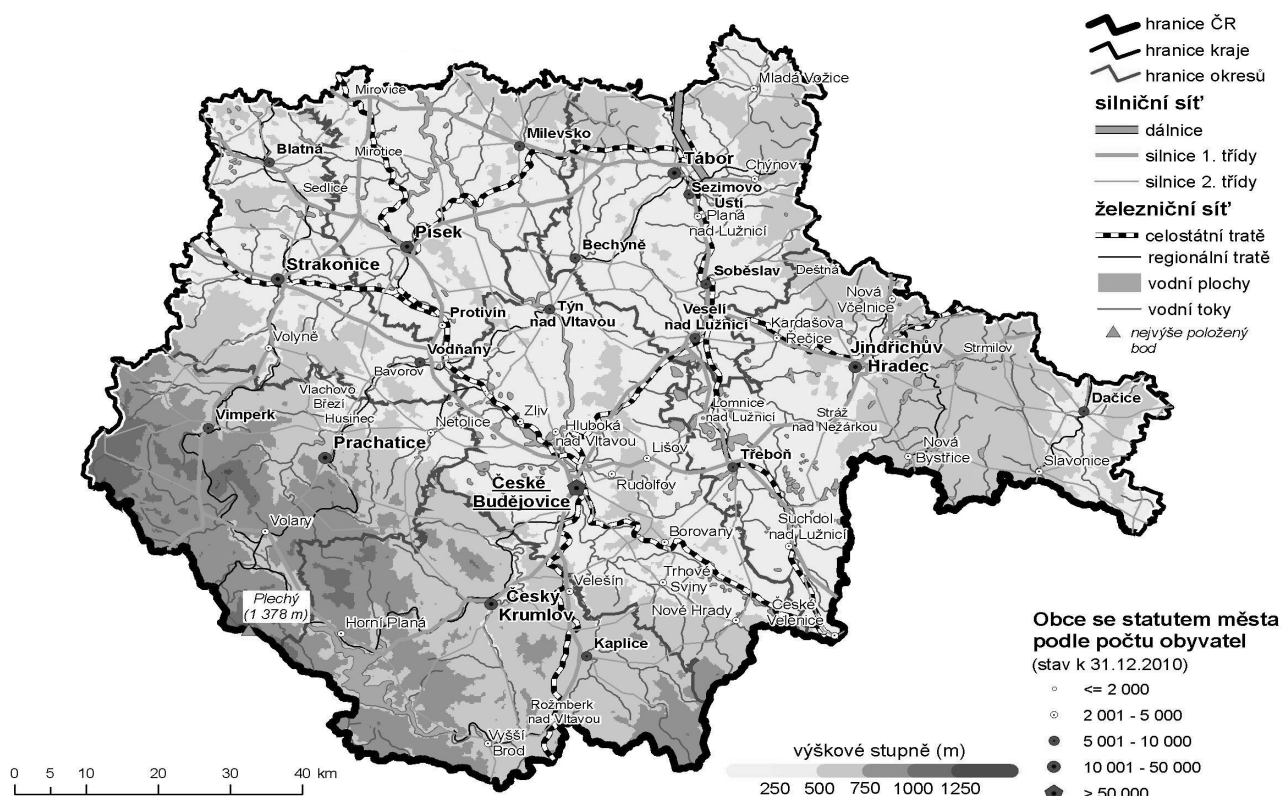 hranice ČR
hranice kraje
hranice okresů
silniční síť
dálnice
silnice 1. třídy
silnice 2. třídy
železniční síť
celostátní tratě
regionální tratě
vodní plochy
vodní toky
nejvýše položený
bod
Mladá Vožice
Mirovice
Milevsko
Blatná
Mirotice
Tábor
Chýnov
Sedlice
Sezimovo
Ústí
Planá
nad Lužnicí
Písek
Bechyně
Strakonice
Soběslav
Deštná
Nová
Včelnice
Protivín
Týn
nad Vltavou
Veselí
nad Lužnicí
Kardašova
Řečice
Volyně
Vodňany
Jindřichův
Hradec
Strmilov
Bavorov
Vlachovo
Březí
Husinec
Dačice
Vimperk
Netolice
Zliv
Hluboká
nad Vltavou
Lomnice
nad Lužnicí
Stráž
nad Nežárkou
Prachatice
Lišov
Třeboň
Nová
Bystřice
Slavonice
České
Budějovice
Rudolfov
Volary
Borovany
Suchdol
nad Lužnicí
Plechý
(1 378 m)
Velešín
Trhové
Sviny
Český
Krumlov
Nové Hrady
České
Velenice
Horní Planá
Kaplice
Rožmberk
nad Vltavou
Vyšší
Brod
Obce se statutem města
podle počtu obyvatel
(stav k 31.12.2010)
<= 2 000
2 001 - 5 000
5 001 - 10 000
10 001 - 50 000
> 50 000
výškové stupně (m)
250 500 750 1000 1250
0 5 10 20 30 40 km